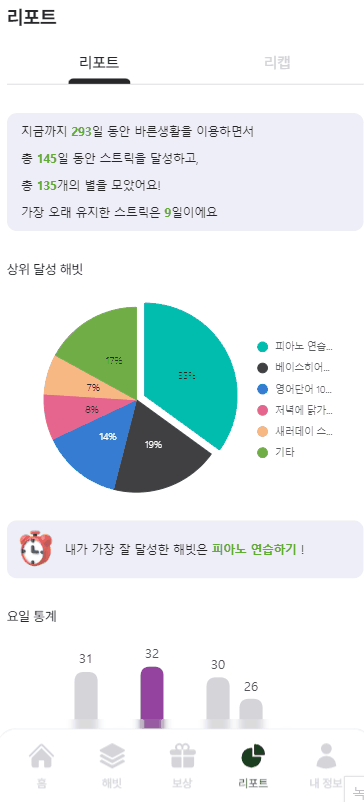 리포트
리포트
리캡
지금까지 293일 동안 바른생활을 이용하면서
총 145일 동안 스트릭을 달성하고,
총 135개의 별을 모았어요!
가장 오래 유지한 스트릭은 9일이에요
상위 달성 해빗
17%
7%
8%
14%
19%
피아노 연습...
베이스히어...
영어단어 10...
저녁에 닭가...
새러데이 스...
기타
내가 가장 잘 달성한 해빗은 피아노 연습하기 !
요일 통계
31
32
30
26
홈
해빗
보상
리포트
내 정보